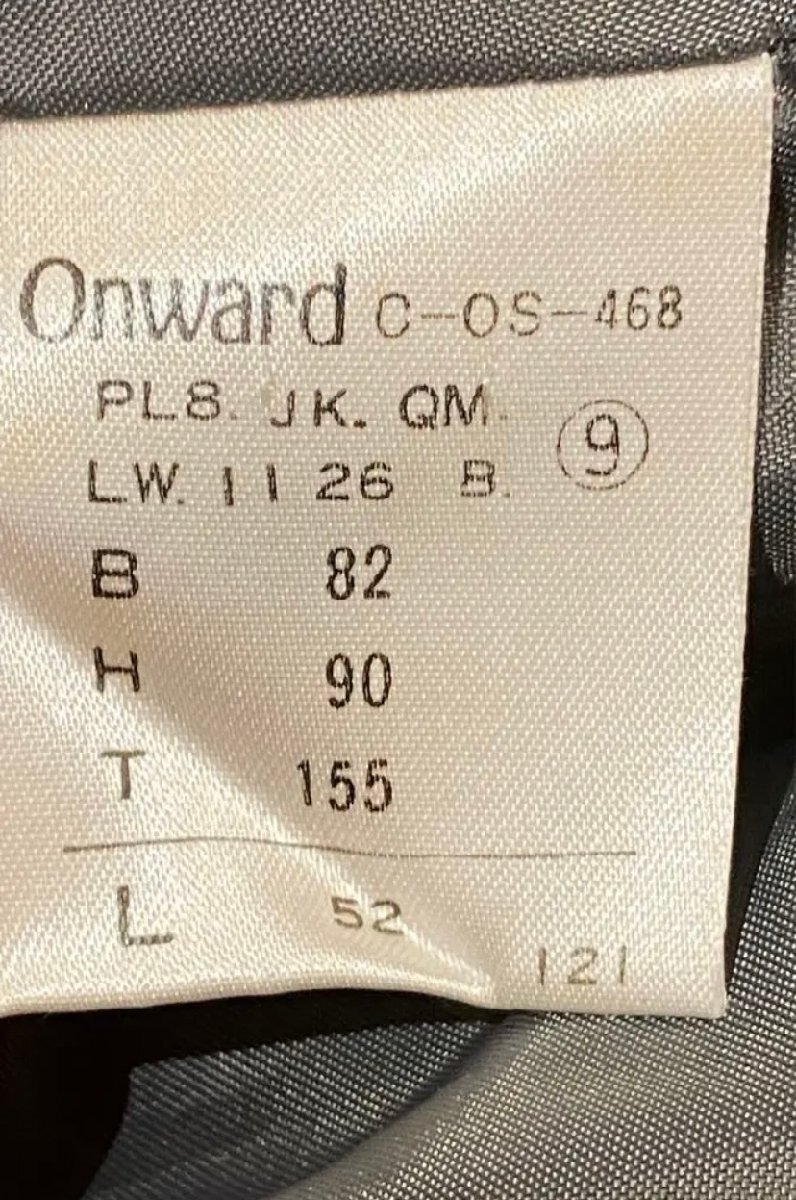 Onward C-OS-468
PL8. JK. QM.
LW. 11 26 B. ⑨
B 82
H 90
T 155
L 52
121